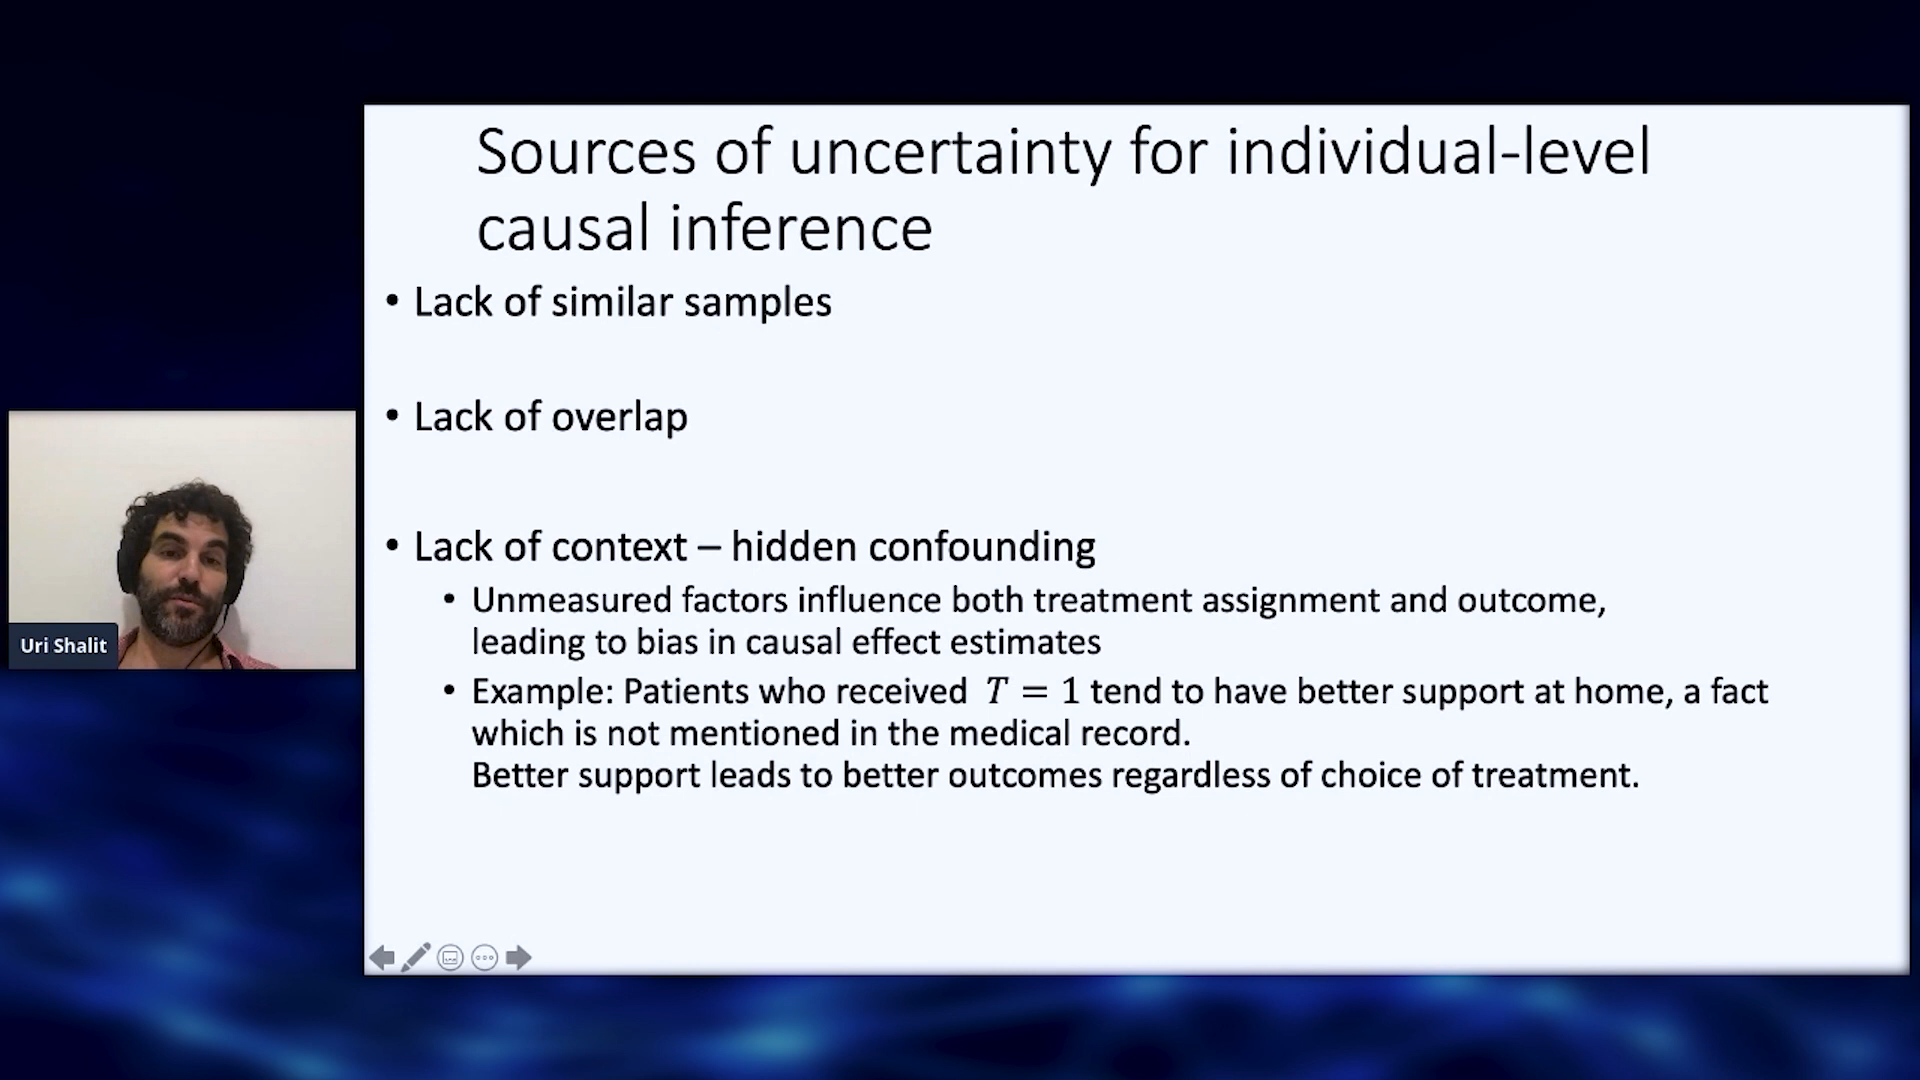 Sources of uncertainty for individual-level
causal inference
• Lack of similar samples
• Lack of overlap
• Lack of context – hidden confounding
• Unmeasured factors influence both treatment assignment and outcome,
leading to bias in causal effect estimates
• Example: Patients who received T = 1 tend to have better support at home, a fact
which is not mentioned in the medical record.
Better support leads to better outcomes regardless of choice of treatment.
Uri Shalit